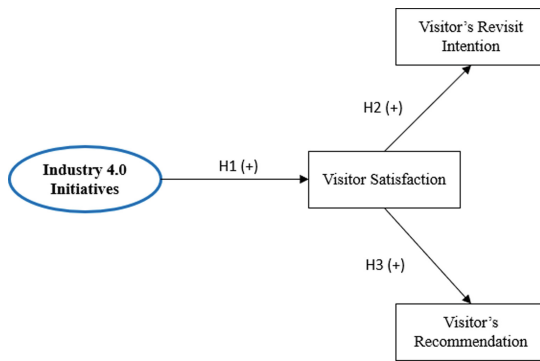 Visitor's Revisit
Intention
H2 (+)
Industry 4.0
Initiatives
H1 (+)
Visitor Satisfaction
H3 (+)
Visitor's
Recommendation